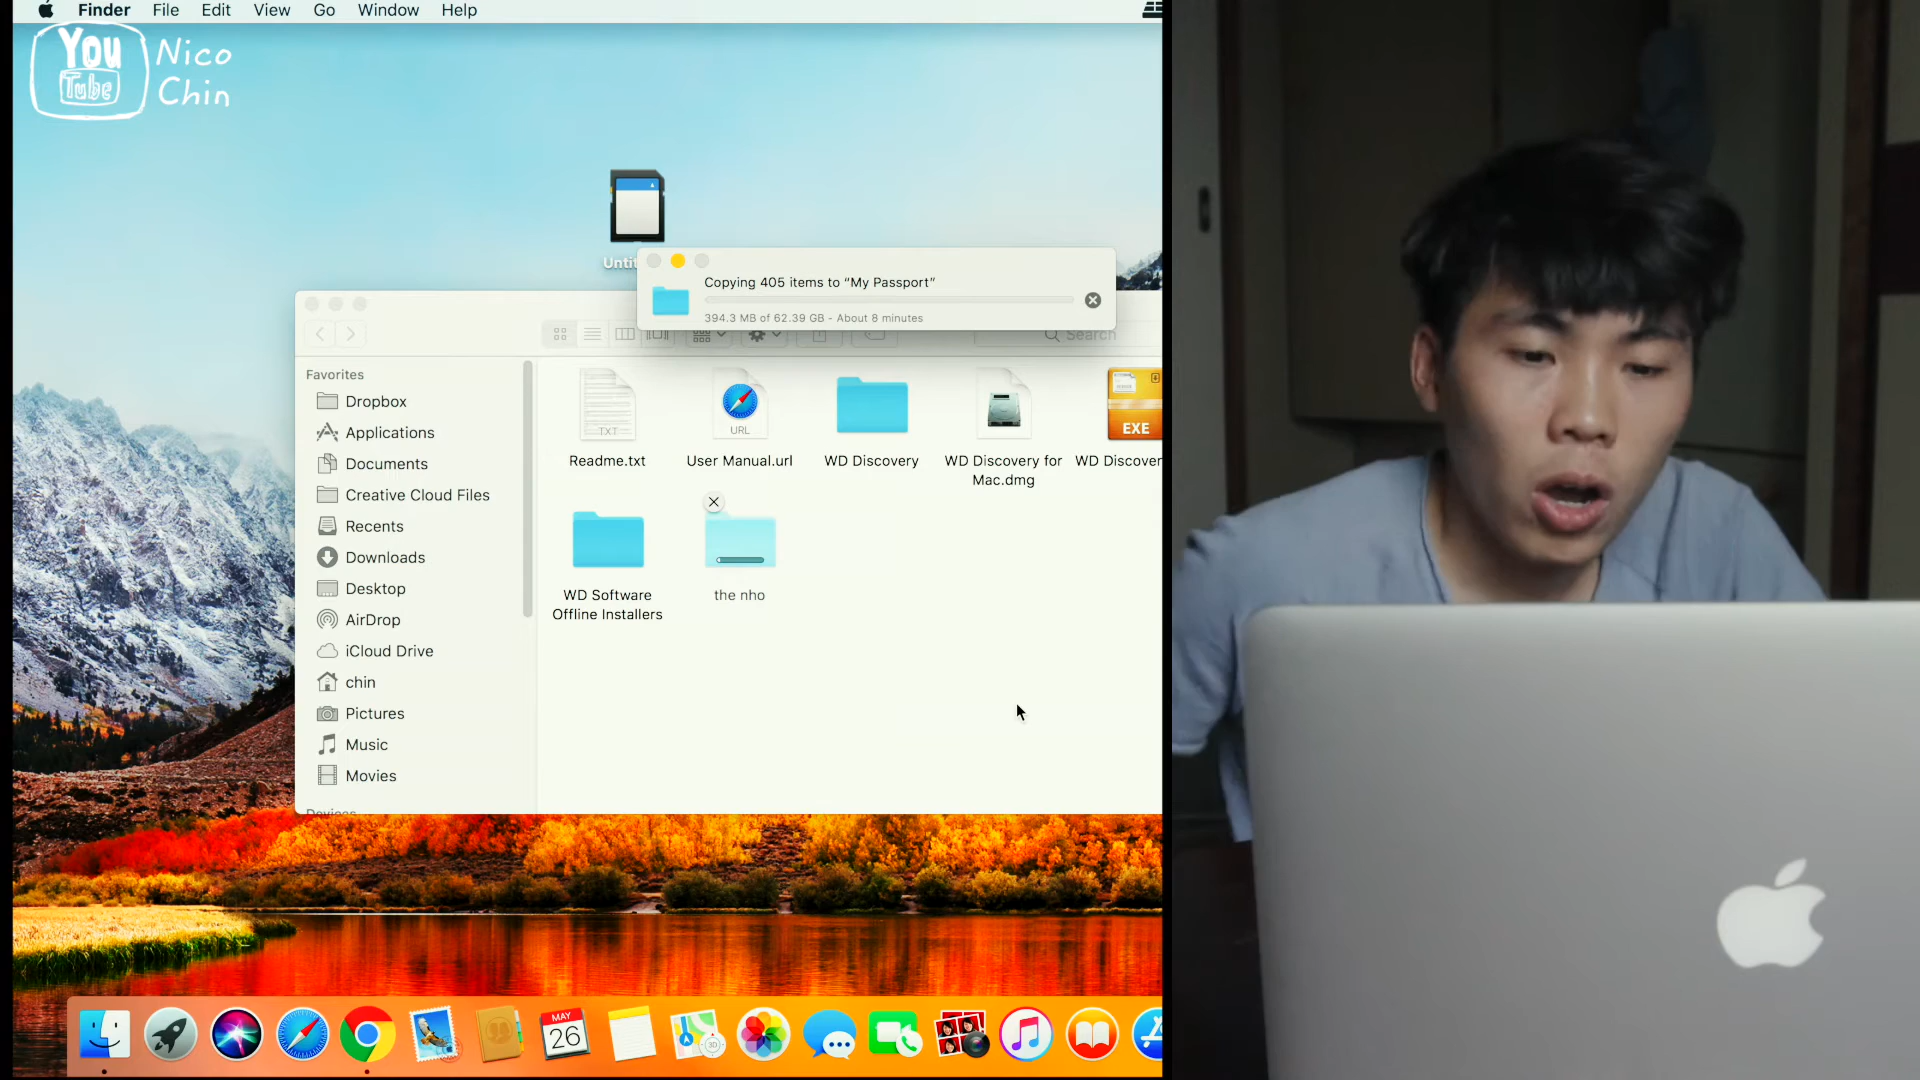 Finder File Edit View Go Window Help
You Tube
Nico
Chin
Copying 405 items to “My Passport”
394.3 MB of 62.39 GB - About 8 minutes
Search
Favorites
Dropbox
Applications
Documents
Creative Cloud Files
Recents
Downloads
Desktop
AirDrop
iCloud Drive
chin
Pictures
Music
Movies
Devices
TXT
URL
EXE
Readme.txt
User Manual.url
WD Discovery
WD Discovery for
Mac.dmg
WD Software
Offline Installers
the nho
MAY
26
3D